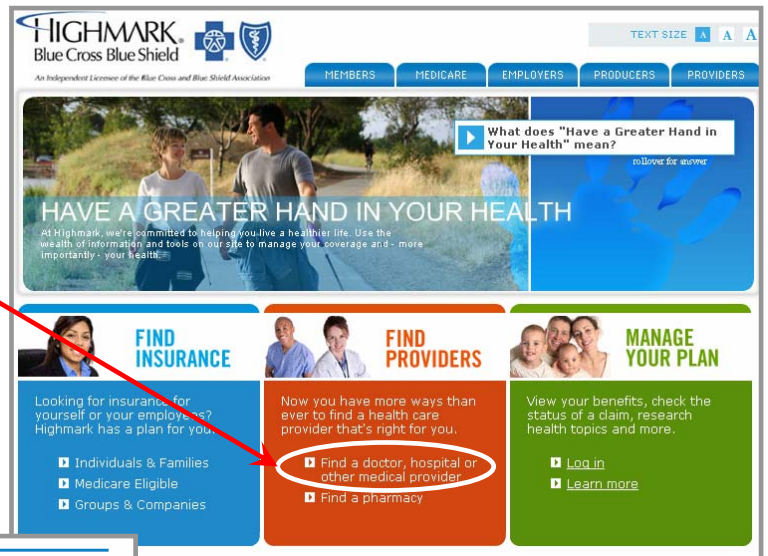 HIGHMARK.
Blue Cross Blue Shield
An Independent Licensee of the Blue Cross and Blue Shield Association
TEXT SIZE A A A
MEMBERS MEDICARE EMPLOYERS PRODUCERS PROVIDERS
What does "Have a Greater Hand in
Your Health" mean?
rollover for answer
HAVE A GREATER HAND IN YOUR HEALTH
At Highmark, we're committed to helping you live a healthier life. Use the
wealth of information and tools on our site to manage your coverage and - more
importantly - your health.
FIND
INSURANCE
Looking for insurance for
yourself or your employees?
Highmark has a plan for you.
Individuals & Families
Medicare Eligible
Groups & Companies
FIND
PROVIDERS
Now you have more ways than
ever to find a health care
provider that's right for you.
Find a doctor, hospital or
other medical provider
Find a pharmacy
MANAGE
YOUR PLAN
View your benefits, check the
status of a claim, research
health topics and more.
Log in
Learn more